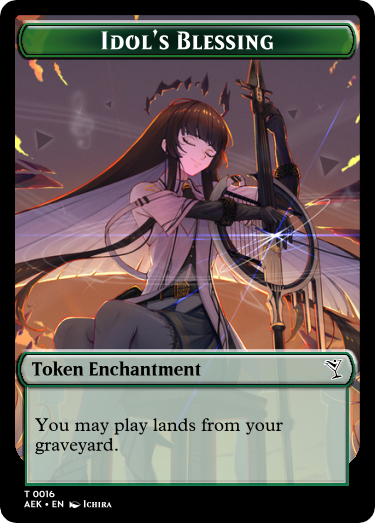 Idol's Blessing
Token Enchantment
You may play lands from your
graveyard.
T 0016
AEK • EN Ichira